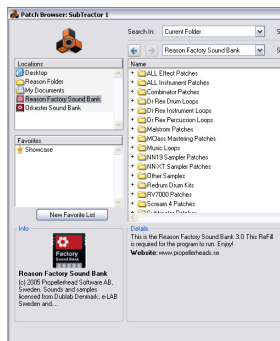 Patch Browser: SubTractor 1
Search In: Current Folder
Reason Factory Sound Bank
Locations
Desktop
Reason Folder
My Documents
Reason Factory Sound Bank
Orkester Sound Bank
Favorites
Showcase
New Favorite List
Name
ALL Effect Patches
ALL Instrument Patches
Combinator Patches
Dr Rex Drum Loops
Dr Rex Instrument Loops
Dr Rex Percussion Loops
Malstrom Patches
MClass Mastering Patches
Music Loops
NN19 Sampler Patches
NN-XT Sampler Patches
Other Samples
Redrum Drum Kits
RV7000 Patches
Scream 4 Patches
Subtractor Patches
Info
Factory
Sound Bank
Reason Factory Sound Bank
(c) 2005 Propellerhead Software AB,
Sweden. Sounds and samples
licensed from Dublab Denmark, e-LAB
Sweden and....
Details
This is the Reason Factory Sound Bank 3.0 This ReFill
is required for the program to run. Enjoy!
Website: www.propellerheads.se